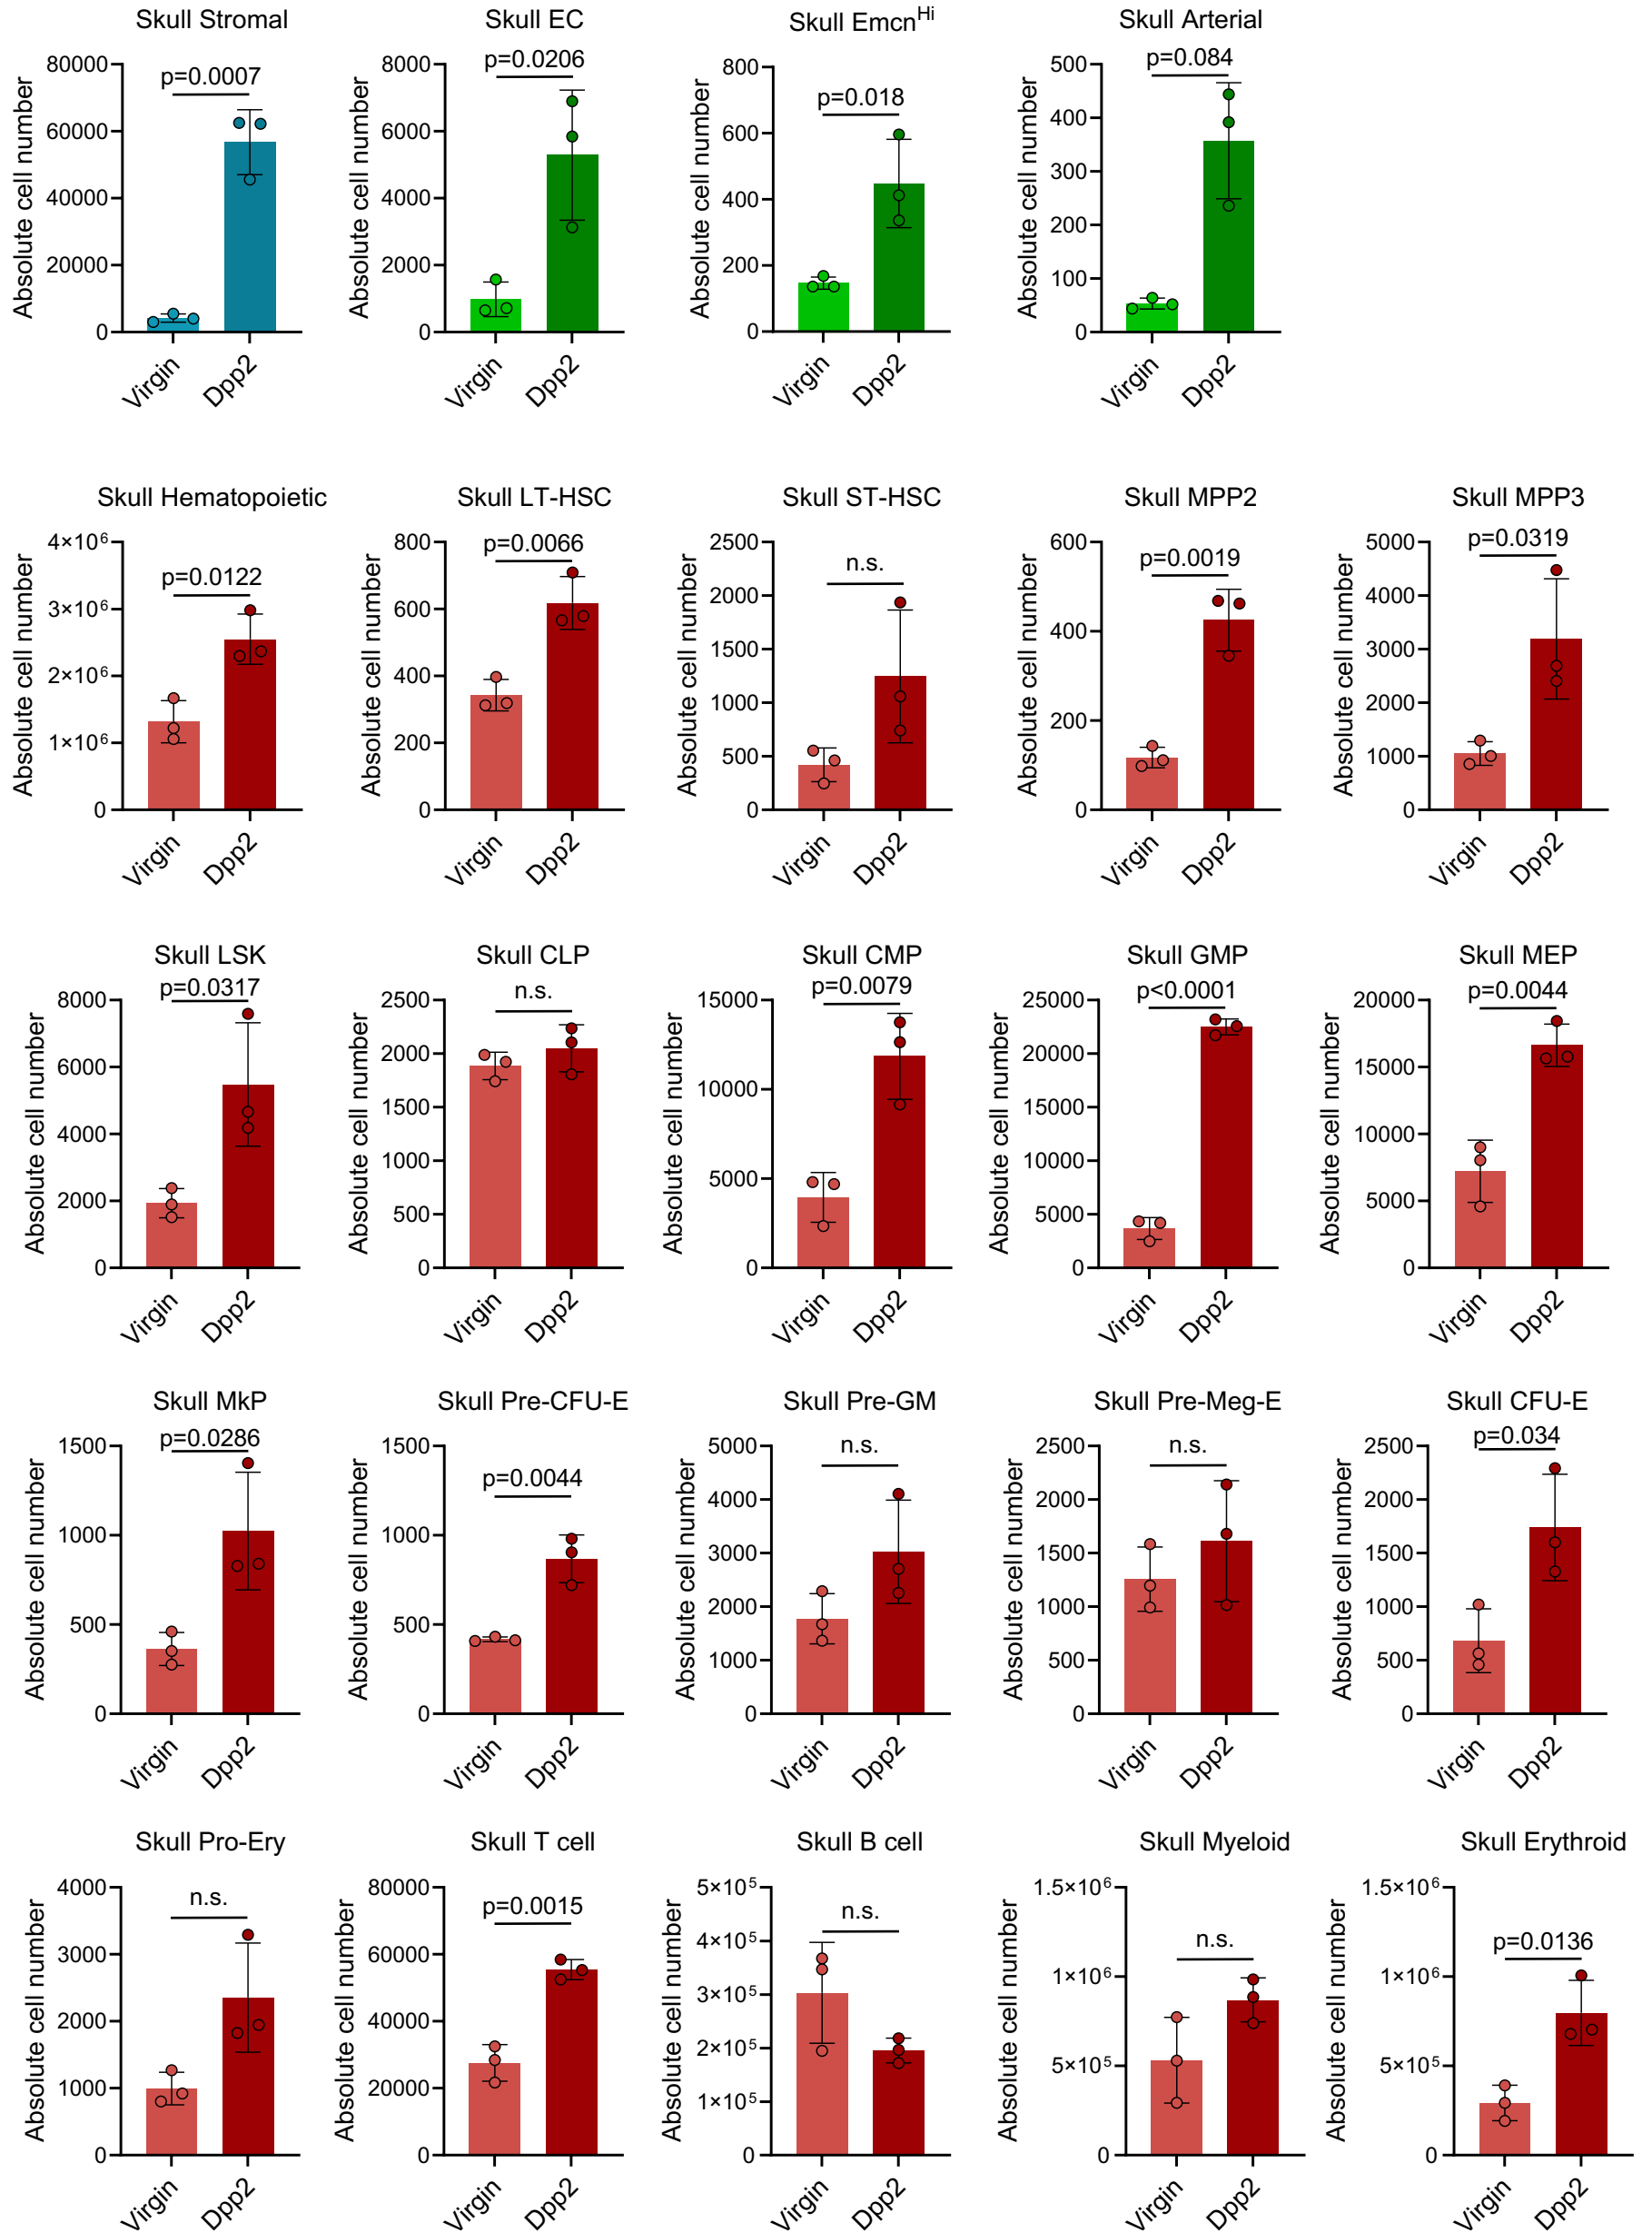 Skull Stromal
Absolute cell number
80000
60000
40000
20000
0
p=0.0007
Virgin
Dpp2
Skull EC
Absolute cell number
8000
6000
4000
2000
0
p=0.0206
Virgin
Dpp2
Skull Emcn^Hi
Absolute cell number
800
600
400
200
0
p=0.018
Virgin
Dpp2
Skull Arterial
Absolute cell number
500
400
300
200
100
0
p=0.084
Virgin
Dpp2
Skull Hematopoietic
Absolute cell number
4×10⁶
3×10⁶
2×10⁶
1×10⁶
0
p=0.0122
Virgin
Dpp2
Skull LT-HSC
Absolute cell number
800
600
400
200
0
p=0.0066
Virgin
Dpp2
Skull ST-HSC
Absolute cell number
2500
2000
1500
1000
500
0
n.s.
Virgin
Dpp2
Skull MPP2
Absolute cell number
600
400
200
0
p=0.0019
Virgin
Dpp2
Skull MPP3
Absolute cell number
5000
4000
3000
2000
1000
0
p=0.0319
Virgin
Dpp2
Skull LSK
Absolute cell number
8000
6000
4000
2000
0
p=0.0317
Virgin
Dpp2
Skull CLP
Absolute cell number
2500
2000
1500
1000
500
0
n.s.
Virgin
Dpp2
Skull CMP
Absolute cell number
15000
10000
5000
0
p=0.0079
Virgin
Dpp2
Skull GMP
Absolute cell number
25000
20000
15000
10000
5000
0
p<0.0001
Virgin
Dpp2
Skull MEP
Absolute cell number
20000
15000
10000
5000
0
p=0.0044
Virgin
Dpp2
Skull MkP
Absolute cell number
1500
1000
500
0
p=0.0286
Virgin
Dpp2
Skull Pre-CFU-E
Absolute cell number
1500
1000
500
0
p=0.0044
Virgin
Dpp2
Skull Pre-GM
Absolute cell number
5000
4000
3000
2000
1000
0
n.s.
Virgin
Dpp2
Skull Pre-Meg-E
Absolute cell number
2500
2000
1500
1000
500
0
n.s.
Virgin
Dpp2
Skull CFU-E
Absolute cell number
2500
2000
1500
1000
500
0
p=0.034
Virgin
Dpp2
Skull Pro-Ery
Absolute cell number
4000
3000
2000
1000
0
n.s.
Virgin
Dpp2
Skull T cell
Absolute cell number
80000
60000
40000
20000
0
p=0.0015
Virgin
Dpp2
Skull B cell
Absolute cell number
5×10⁵
4×10⁵
3×10⁵
2×10⁵
1×10⁵
0
n.s.
Virgin
Dpp2
Skull Myeloid
Absolute cell number
1.5×10⁶
1×10⁶
5×10⁵
0
n.s.
Virgin
Dpp2
Skull Erythroid
Absolute cell number
1.5×10⁶
1×10⁶
5×10⁵
0
p=0.0136
Virgin
Dpp2